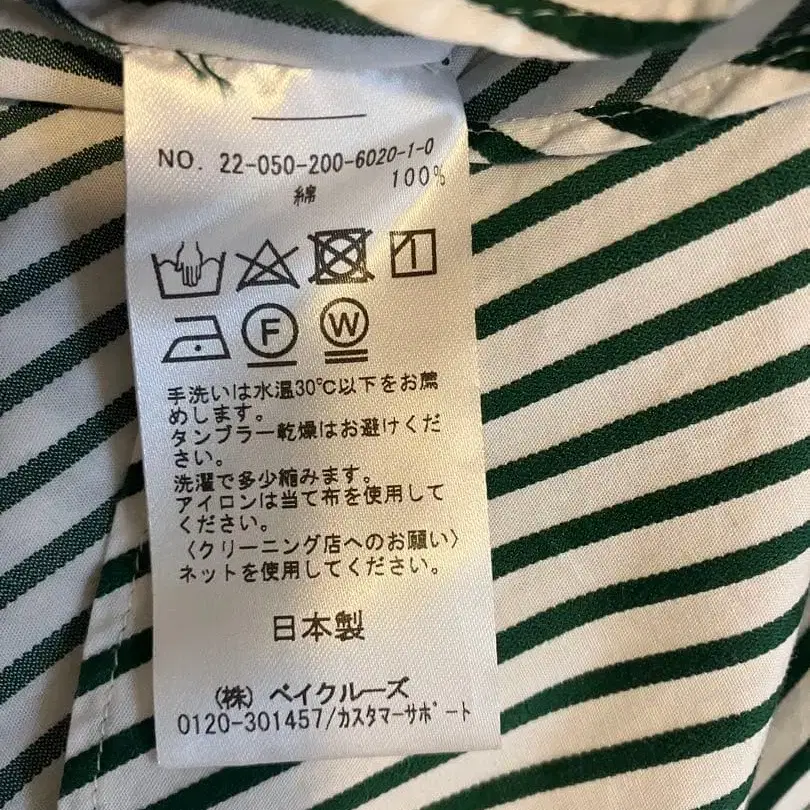 NO. 22-050-200-6020-1-0
綿 100%
F W
手洗いは水温30℃以下をお薦
めします。
タンブラー乾燥はお避けくだ
さい。
洗濯で多少縮みます。
アイロンは当て布を使用して
ください。
〈クリーニング店へのお願い〉
ネットを使用してください。
日本製
(株) ベイクルーズ
0120-301457/カスタマーサポート